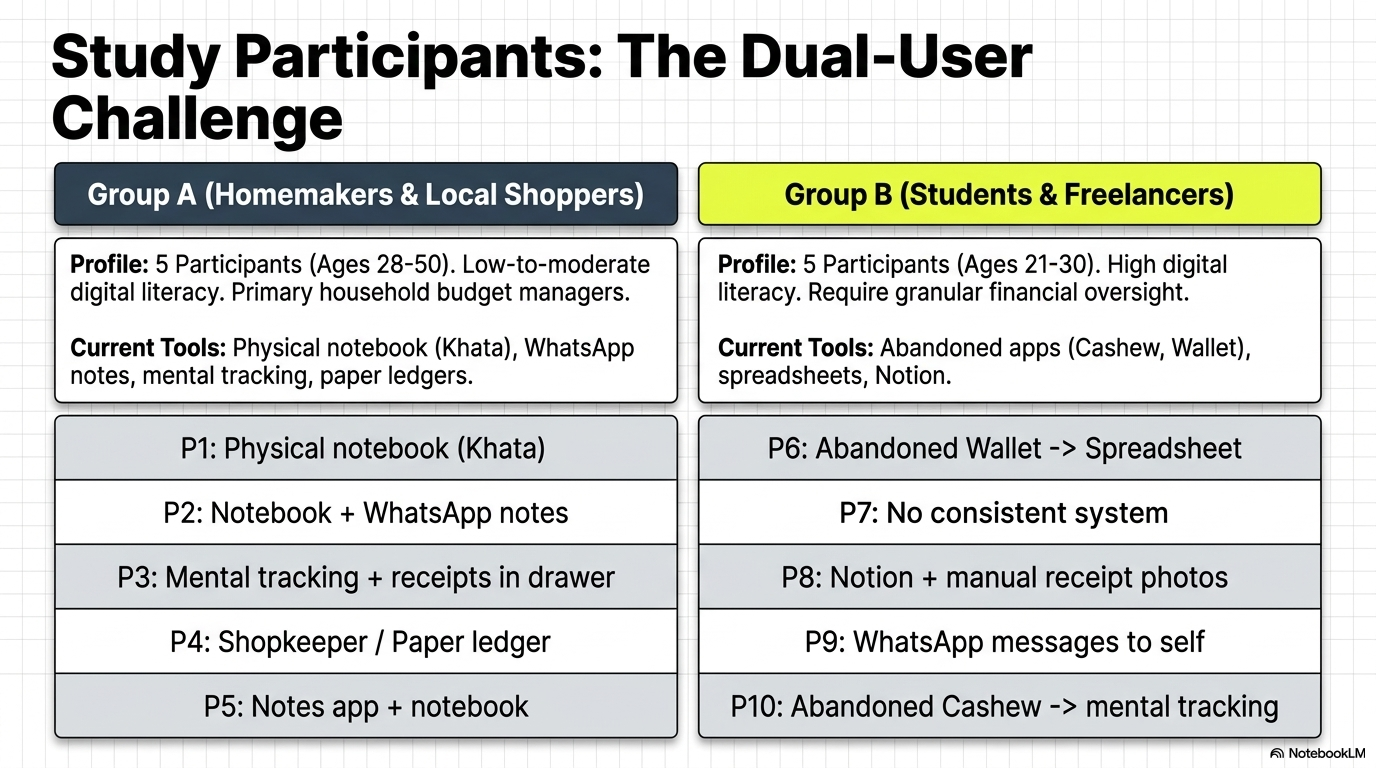 Study Participants: The Dual-User
Challenge
Group A (Homemakers & Local Shoppers)
Profile: 5 Participants (Ages 28-50). Low-to-moderate
digital literacy. Primary household budget managers.
Current Tools: Physical notebook (Khata), WhatsApp
notes, mental tracking, paper ledgers.
P1: Physical notebook (Khata)
P2: Notebook + WhatsApp notes
P3: Mental tracking + receipts in drawer
P4: Shopkeeper / Paper ledger
P5: Notes app + notebook
Group B (Students & Freelancers)
Profile: 5 Participants (Ages 21-30). High digital
literacy. Require granular financial oversight.
Current Tools: Abandoned apps (Cashew, Wallet),
spreadsheets, Notion.
P6: Abandoned Wallet -> Spreadsheet
P7: No consistent system
P8: Notion + manual receipt photos
P9: WhatsApp messages to self
P10: Abandoned Cashew -> mental tracking
NotebookLM